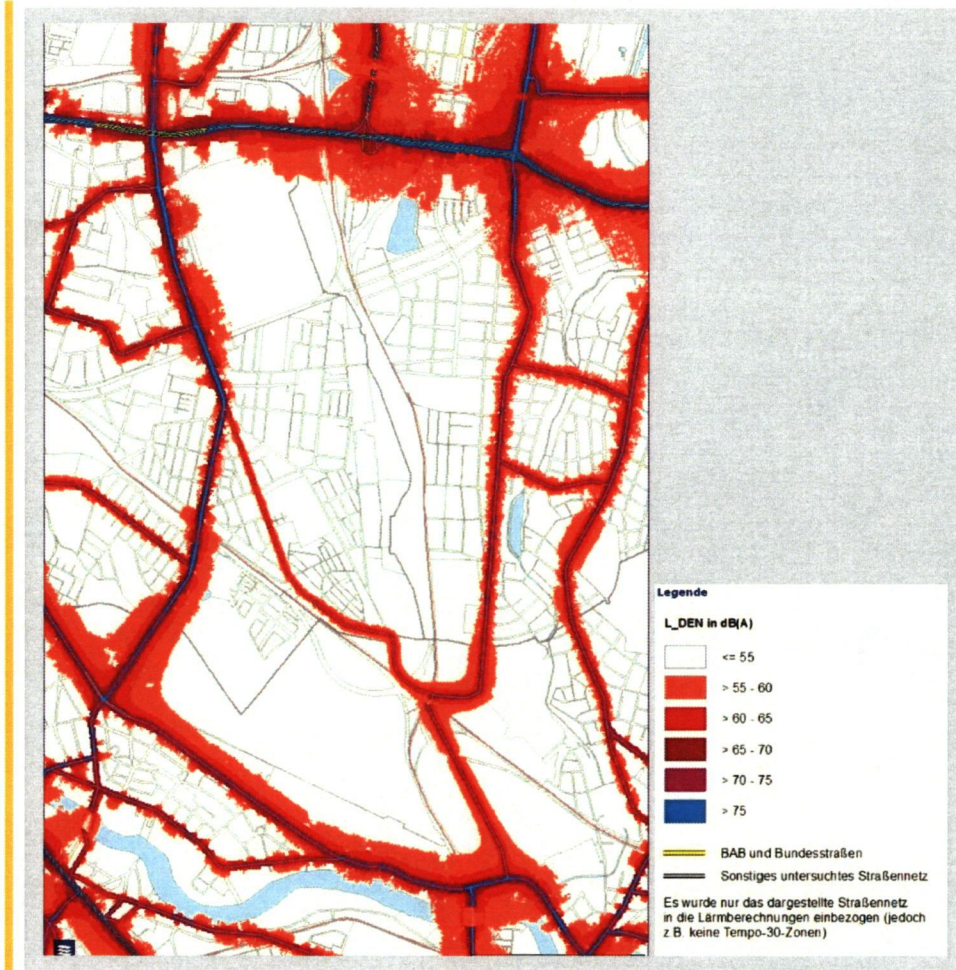 Legende
L_DEN in dB(A)
<= 55
> 55 - 60
> 60 - 65
> 65 - 70
> 70 - 75
> 75
BAB und Bundesstraßen
Sonstiges untersuchtes Straßennetz
Es wurde nur das dargestellte Straßennetz
in die Lärmberechnungen einbezogen (jedoch
z.B. keine Tempo-30-Zonen)